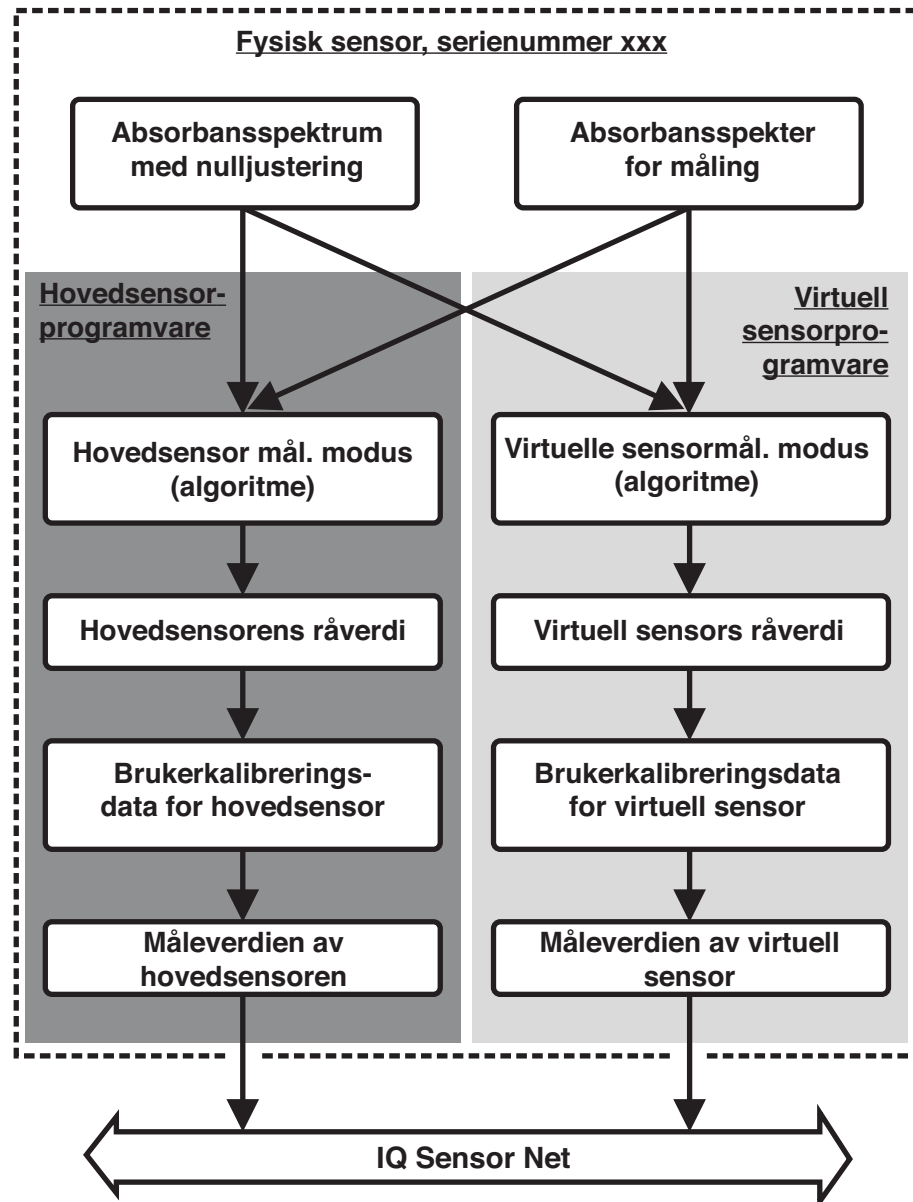 Fysisk sensor, serienummer xxx
Absorbansspektrum
med nulljustering
Absorbansspekter
for måling
Hovedsensor-
programvare
Virtuell
sensorpro-
gramvare
Hovedsensor mål. modus
(algoritme)
Virtuelle sensormål. modus
(algoritme)
Hovedsensorens råverdi
Virtuell sensors råverdi
Brukerkalibrerings-
data for hovedsensor
Brukerkalibreringsdata
for virtuell sensor
Måleverdien av
hovedsensoren
Måleverdien av virtuell
sensor
IQ Sensor Net